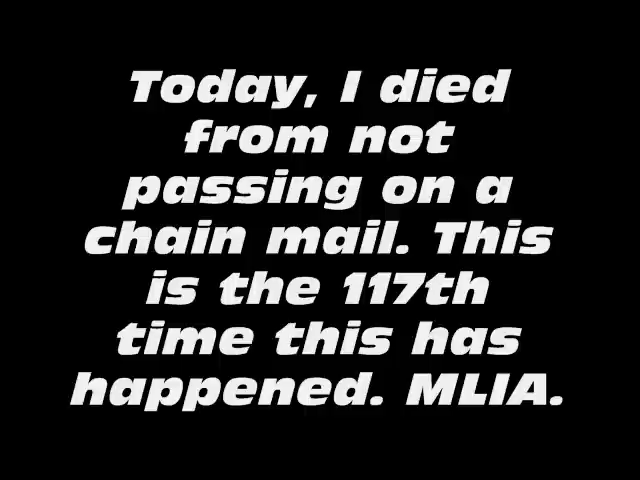 Today, I died
from not
passing on a
chain mail. This
is the 117th
time this has
happened. MLIA.